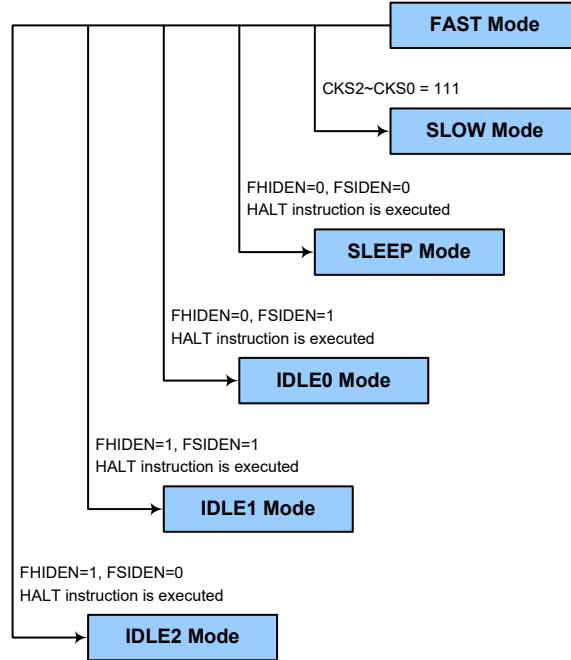 FAST Mode
CKS2~CKS0 = 111
SLOW Mode
FHIDEN=0, FSIDEN=0
HALT instruction is executed
SLEEP Mode
FHIDEN=0, FSIDEN=1
HALT instruction is executed
IDLE0 Mode
FHIDEN=1, FSIDEN=1
HALT instruction is executed
IDLE1 Mode
FHIDEN=1, FSIDEN=0
HALT instruction is executed
IDLE2 Mode